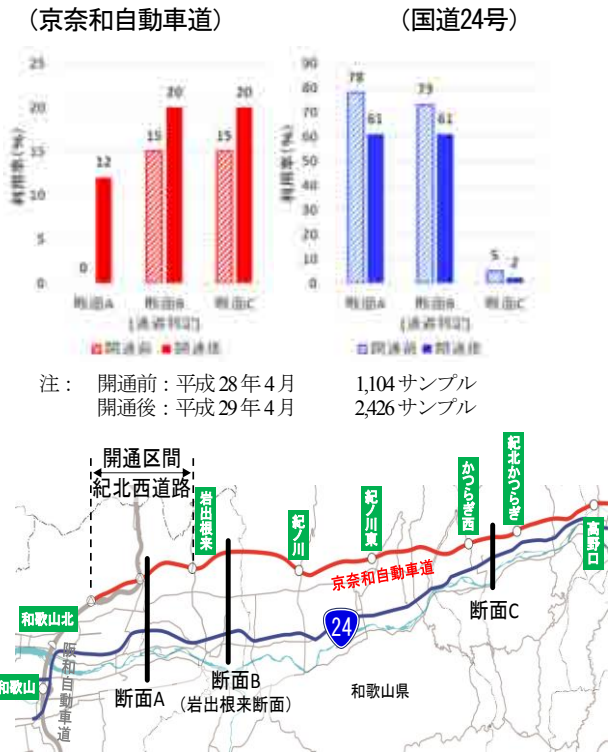 (京奈和自動車道)
(国道24号)
利用率(%)
25
20
15
10
5
0
0
12
15
20
15
20
断面A
断面B
断面C
開通前
開通後
利用率(%)
90
80
70
60
50
40
30
20
10
0
78
61
73
61
5
2
断面A
断面B
断面C
開通前
開通後
注： 開通前：平成28年4月 1,104サンプル
開通後：平成29年4月 2,426サンプル
開通区間
紀北西道路
岩出根来
紀ノ川
紀ノ川東
かつらぎ西
紀北かつらぎ
高野口
京奈和自動車道
和歌山北
24
断面C
阪和自動車道
和歌山
断面A
断面B
(岩出根来断面)
和歌山県